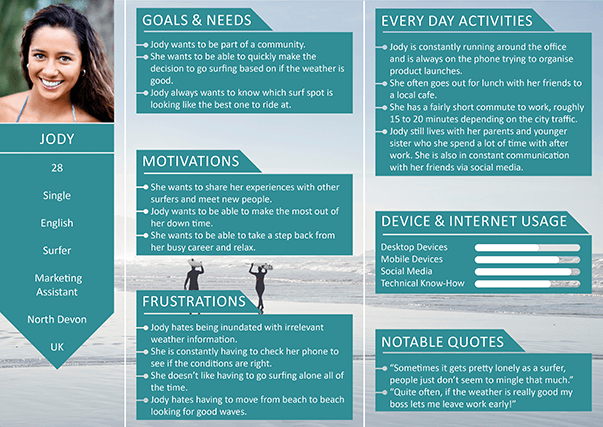 JODY
28
Single
English
Surfer
Marketing
Assistant
North Devon
UK
GOALS & NEEDS
Jody wants to be part of a community.
She wants to be able to quickly make the
decision to go surfing based on if the weather is
good.
Jody always wants to know which surf spot is
looking like the best one to ride at.
MOTIVATIONS
She wants to share her experiences with other
surfers and meet new people.
Jody wants to be able to make the most out of
her down time.
She wants to be able to take a step back from
her busy career and relax.
FRUSTRATIONS
Jody hates being inundated with irrelevant
weather information.
She is constantly having to check her phone to
see if the conditions are right.
She doesn't like having to go surfing alone all of
the time.
Jody hates having to move from beach to beach
looking for good waves.
EVERY DAY ACTIVITIES
Jody is constantly running around the office
and is always on the phone trying to organise
product launches.
She often goes out for lunch with her friends to
a local cafe.
She has a fairly short commute to work, roughly
15 to 20 minutes depending on the city traffic.
Jody still lives with her parents and younger
sister who she spend a lot of time with after
work. She is also in constant communication
with her friends via social media.
DEVICE & INTERNET USAGE
Desktop Devices
Mobile Devices
Social Media
Technical Know-How
NOTABLE QUOTES
"Sometimes it gets pretty lonely as a surfer,
people just don't seem to mingle that much."
"Quite often, if the weather is really good my
boss lets me leave work early!"